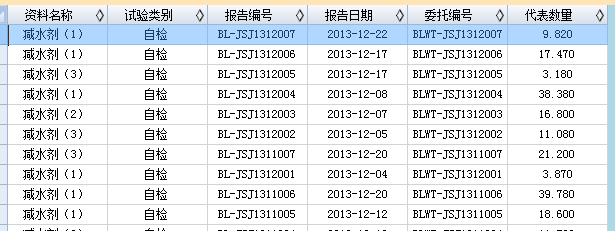 资料名称 试验类别 报告编号 报告日期 委托编号 代表数量
减水剂（1） 自检 BL-JSJ1312007 2013-12-22 BLWT-JSJ1312007 9.820
减水剂（1） 自检 BL-JSJ1312006 2013-12-17 BLWT-JSJ1312006 17.470
减水剂（3） 自检 BL-JSJ1312005 2013-12-17 BLWT-JSJ1312005 3.180
减水剂（1） 自检 BL-JSJ1312004 2013-12-08 BLWT-JSJ1312004 38.380
减水剂（2） 自检 BL-JSJ1312003 2013-12-07 BLWT-JSJ1312003 16.800
减水剂（3） 自检 BL-JSJ1312002 2013-12-05 BLWT-JSJ1312002 11.080
减水剂（3） 自检 BL-JSJ1311007 2013-12-20 BLWT-JSJ1311007 21.200
减水剂（1） 自检 BL-JSJ1312001 2013-12-04 BLWT-JSJ1312001 3.870
减水剂（1） 自检 BL-JSJ1311006 2013-12-20 BLWT-JSJ1311006 39.780
减水剂（1） 自检 BL-JSJ1311005 2013-12-12 BLWT-JSJ1311005 18.600